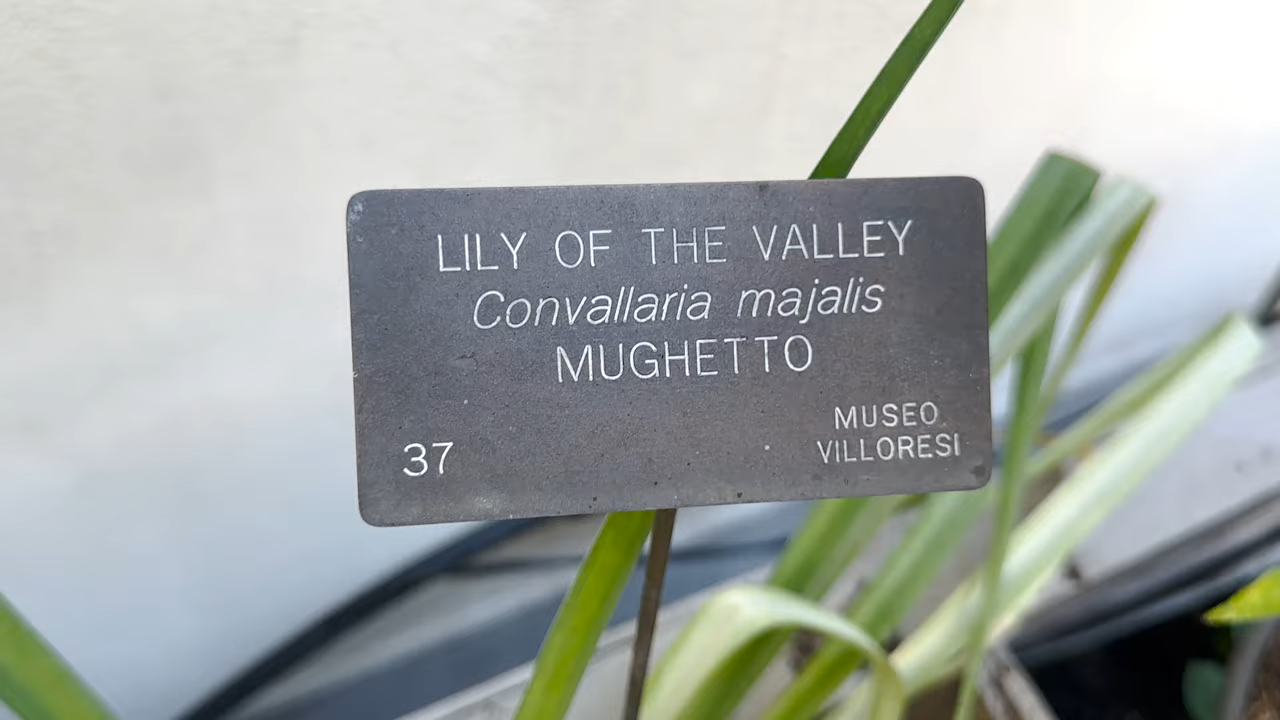 LILY OF THE VALLEY
Convallaria majalis
MUGHETTO
37
MUSEO
VILLORESI